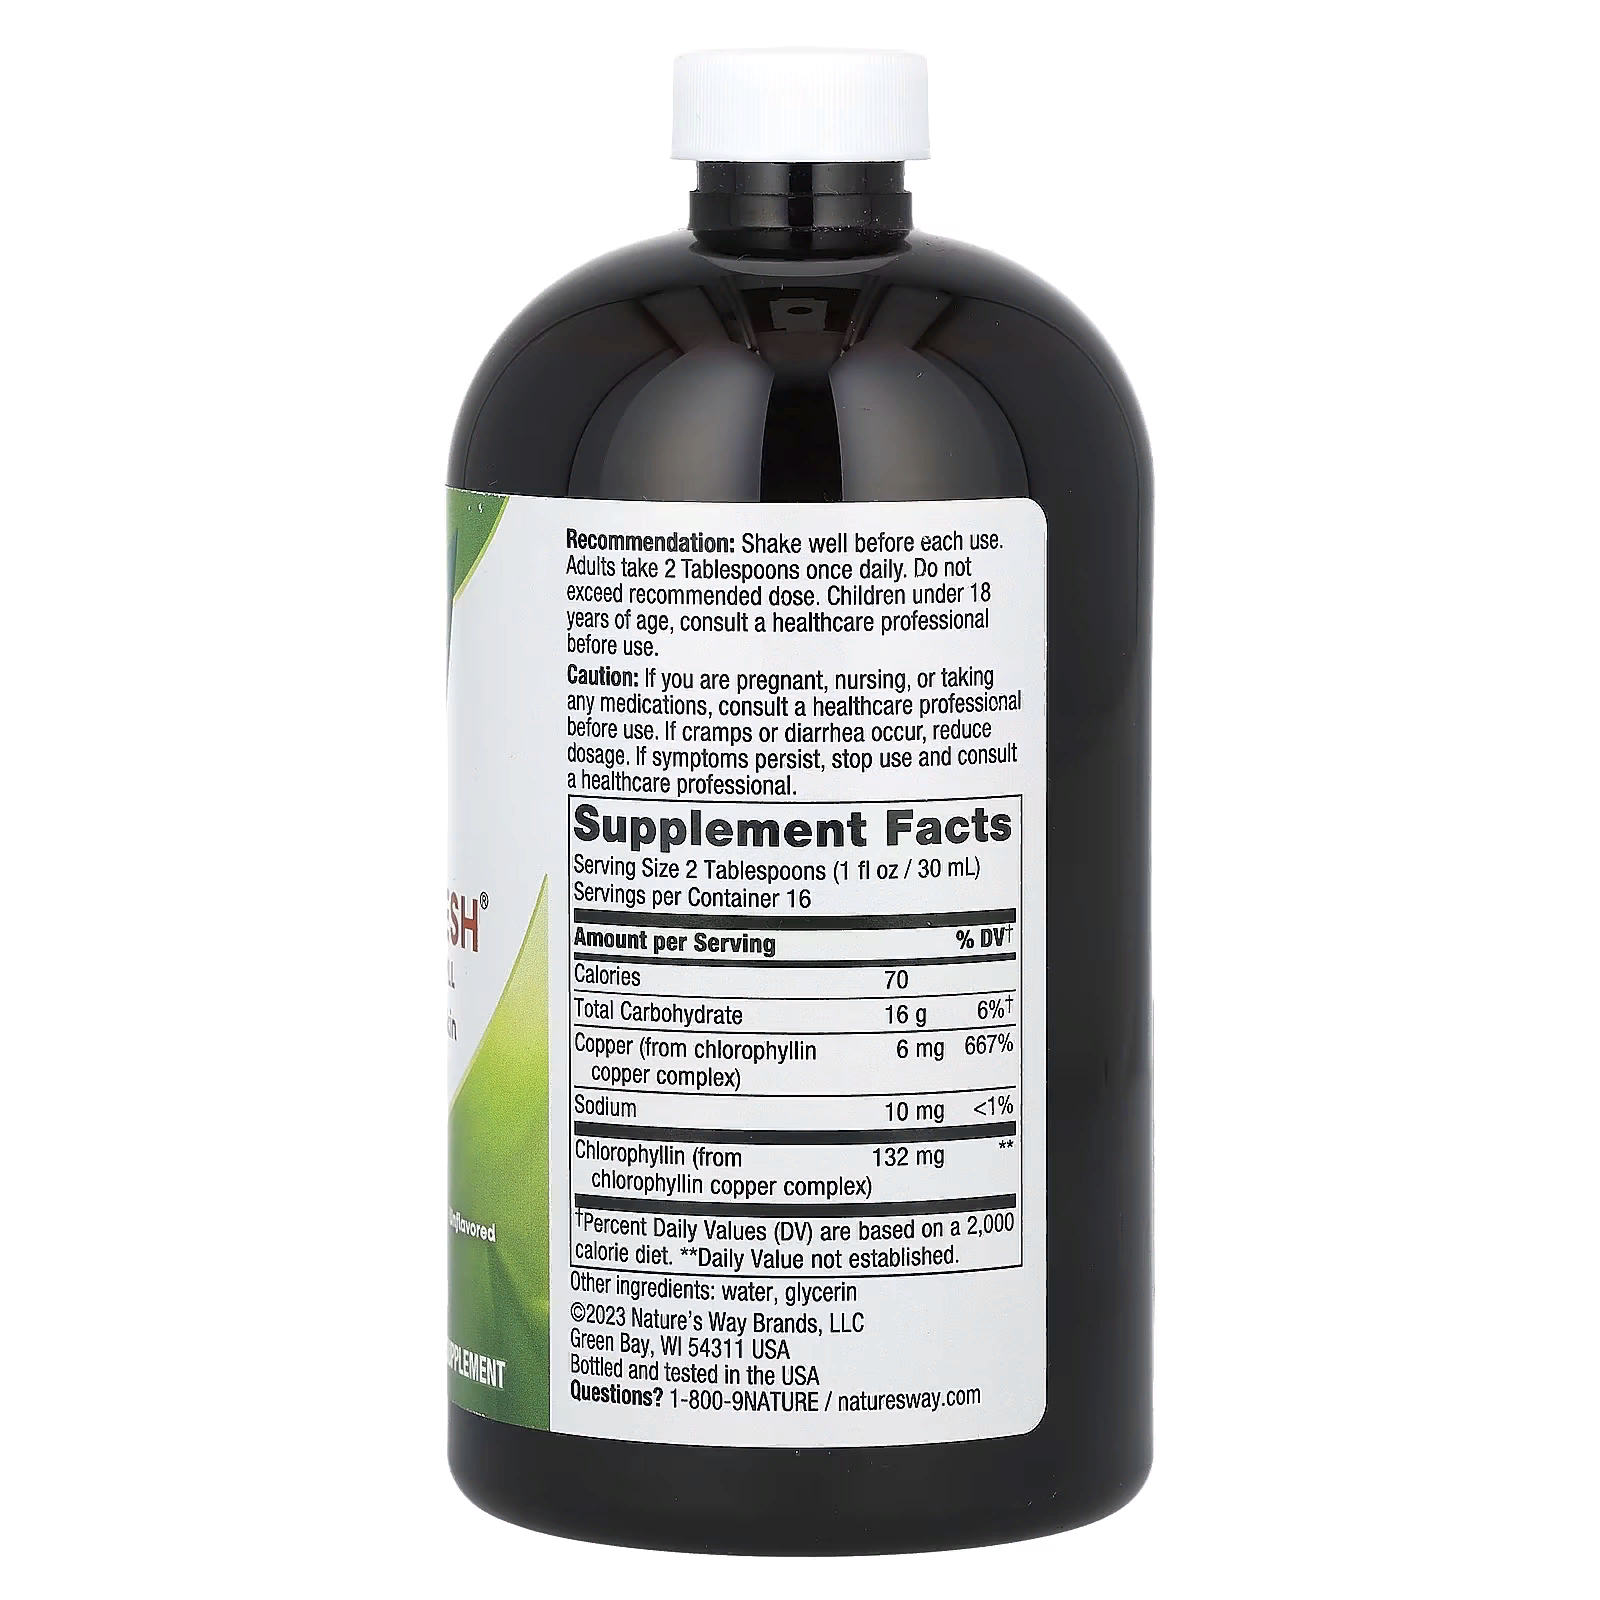 Recommendation: Shake well before each use.
Adults take 2 Tablespoons once daily. Do not
exceed recommended dose. Children under 18
years of age, consult a healthcare professional
before use.
Caution: If you are pregnant, nursing, or taking
any medications, consult a healthcare professional
before use. If cramps or diarrhea occur, reduce
dosage. If symptoms persist, stop use and consult
a healthcare professional.
Supplement Facts
Serving Size 2 Tablespoons (1 fl oz / 30 mL)
Servings per Container 16
Amount per Serving % DV†
Calories 70
Total Carbohydrate 16 g 6%†
Copper (from chlorophyllin 6 mg 667%
copper complex)
Sodium 10 mg <1%
Chlorophyllin (from 132 mg **
chlorophyllin copper complex)
†Percent Daily Values (DV) are based on a 2,000
calorie diet. **Daily Value not established.
Other ingredients: water, glycerin
©2023 Nature's Way Brands, LLC
Green Bay, WI 54311 USA
Bottled and tested in the USA
Questions? 1-800-9NATURE / naturesway.com
ESH®
Unflavored